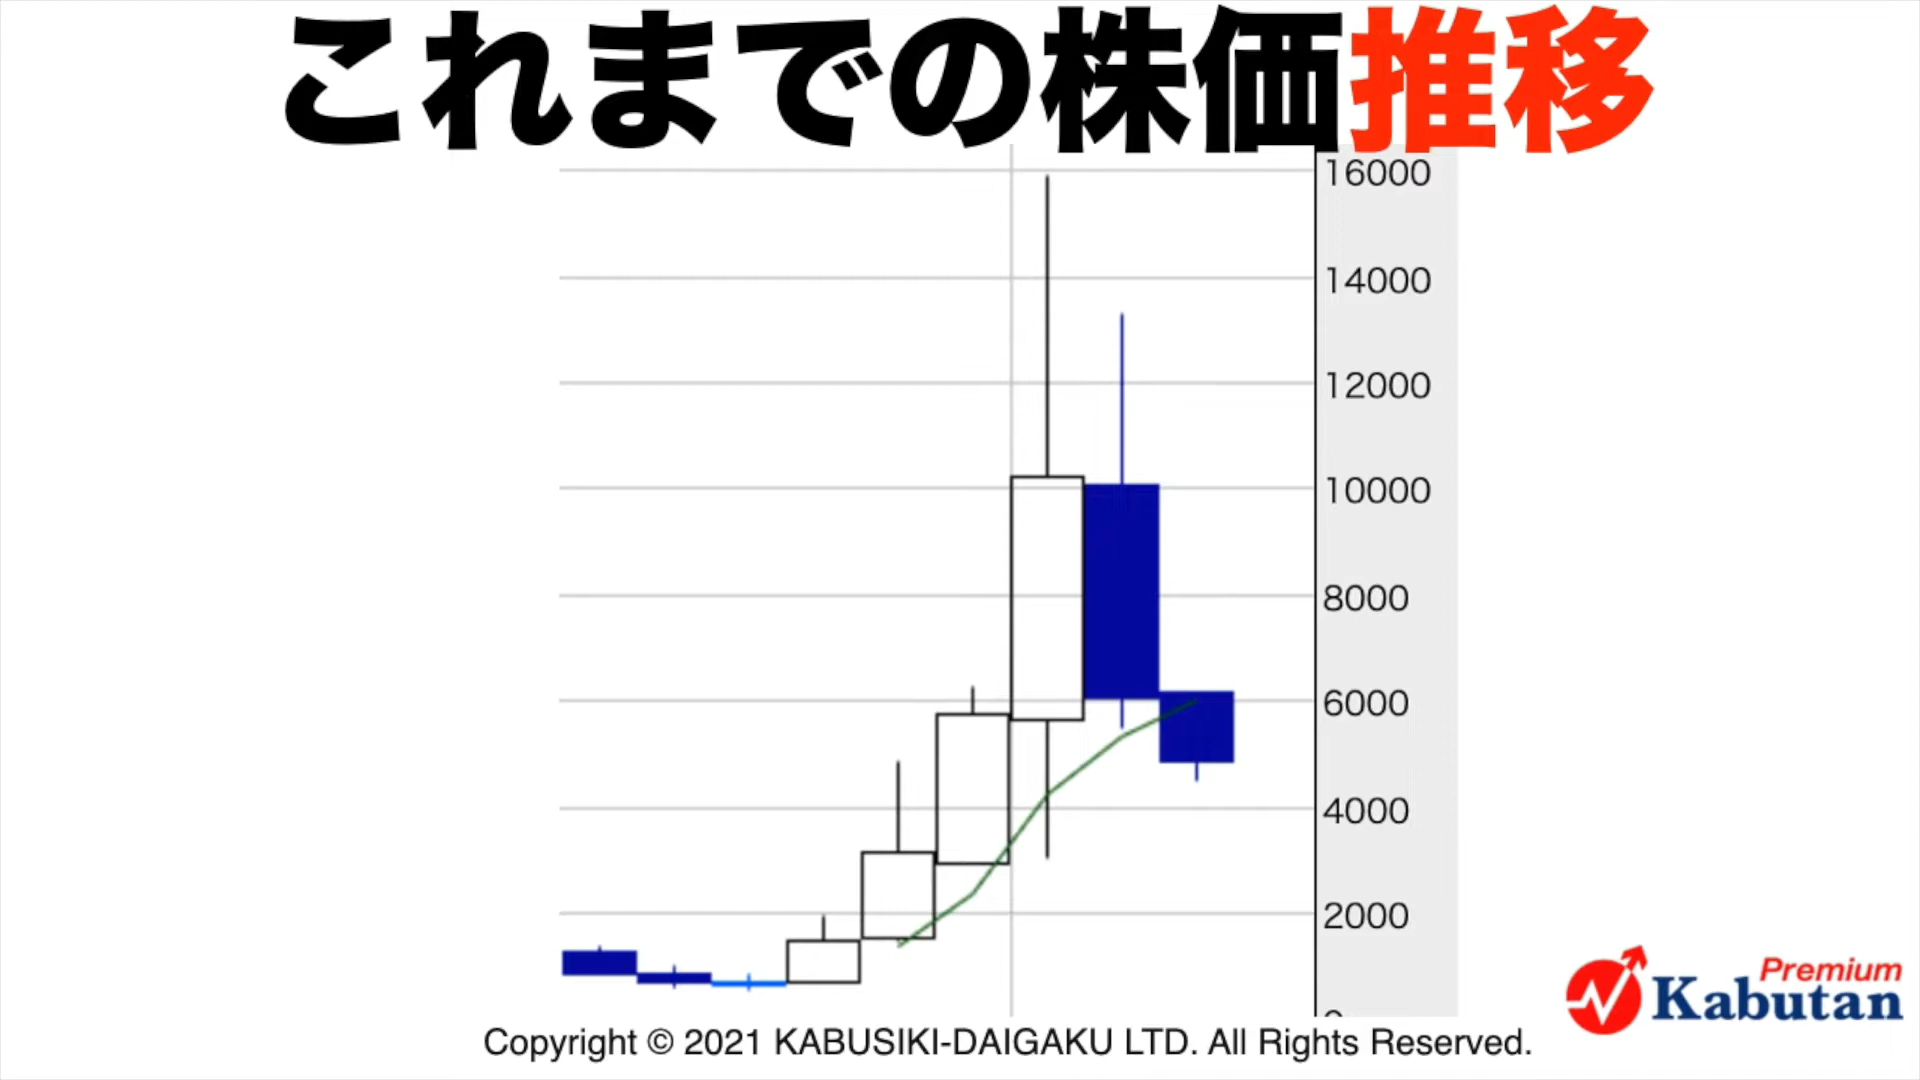 これまでの株価推移
16000
14000
12000
10000
8000
6000
4000
2000
Premium
Kabutan
Copyright © 2021 KABUSIKI-DAIGAKU LTD. All Rights Reserved.